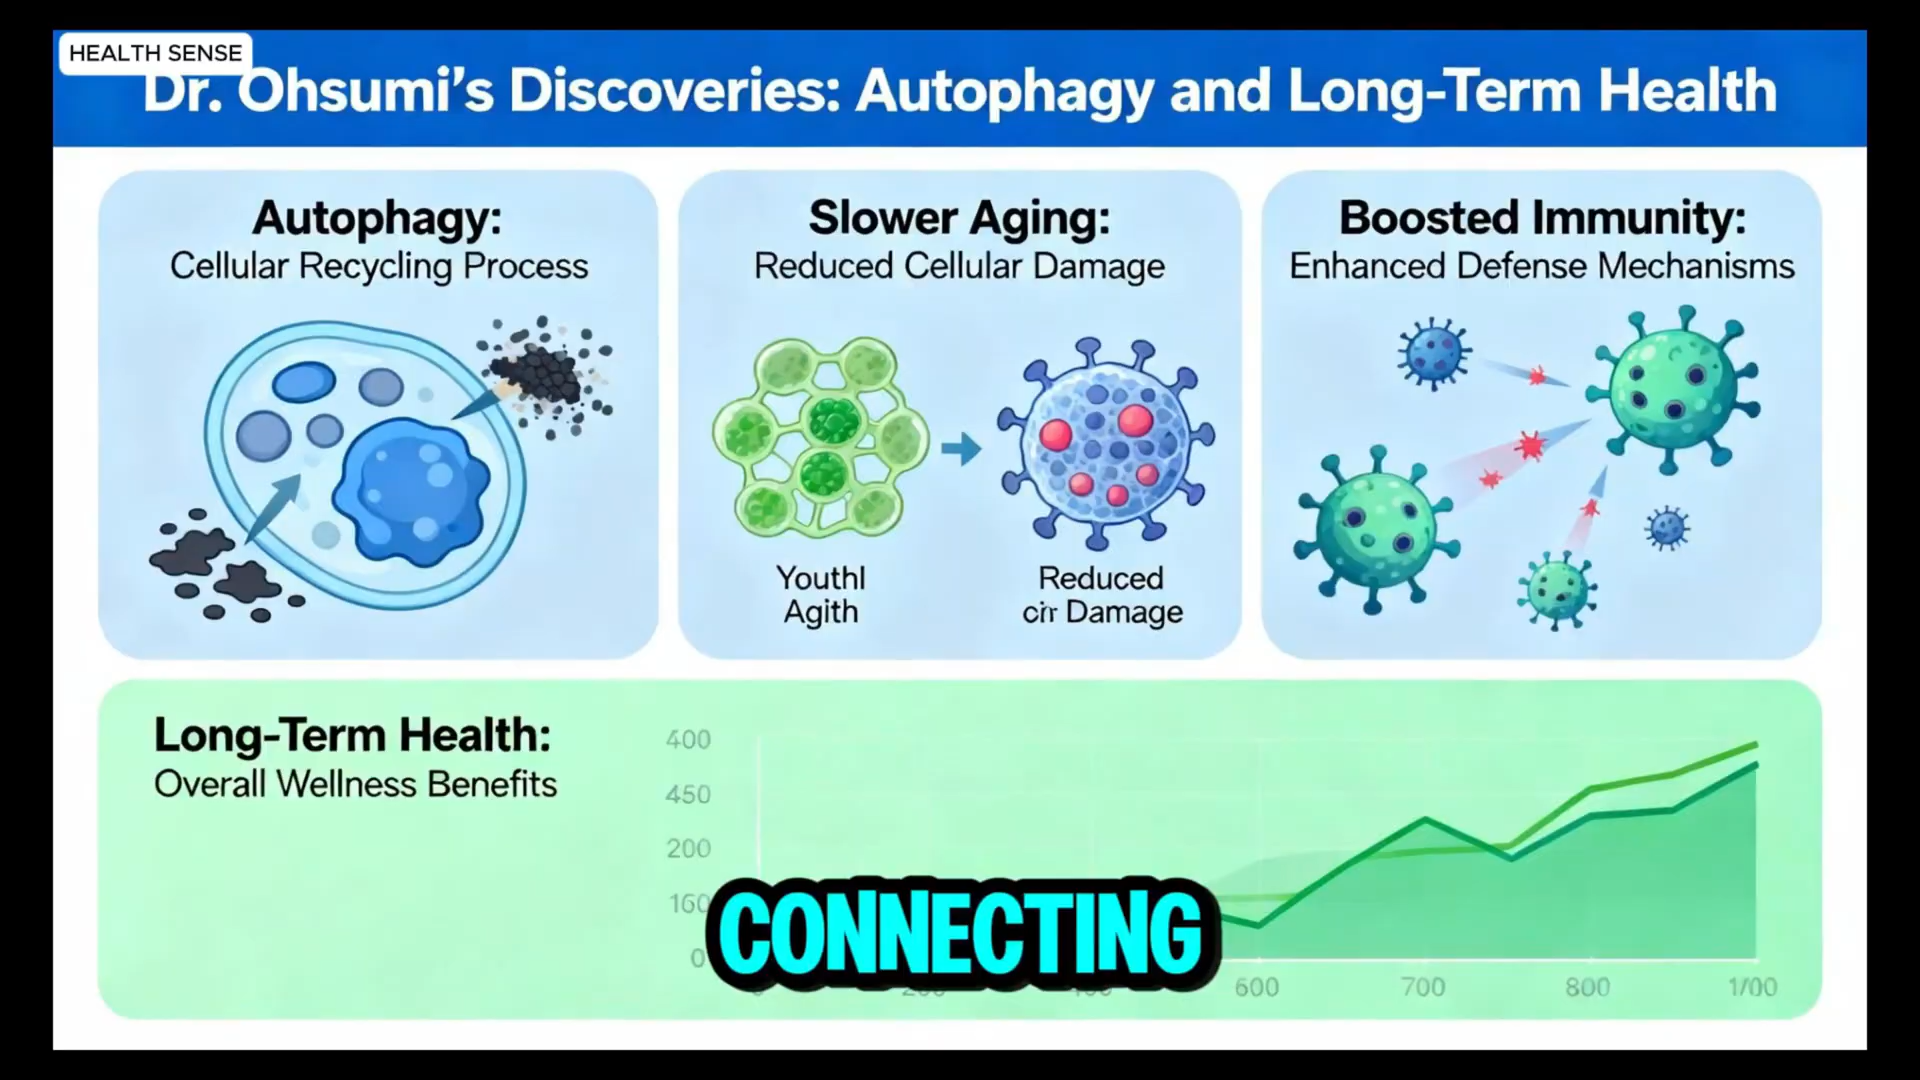 HEALTH SENSE
Dr. Ohsumi's Discoveries: Autophagy and Long-Term Health
Autophagy:
Cellular Recycling Process
Slower Aging:
Reduced Cellular Damage
Youthl
Agith
Reduced
Damage
Boosted Immunity:
Enhanced Defense Mechanisms
Long-Term Health:
Overall Wellness Benefits
400
450
200
160
0
CONNECTING
600
700
800
1/00